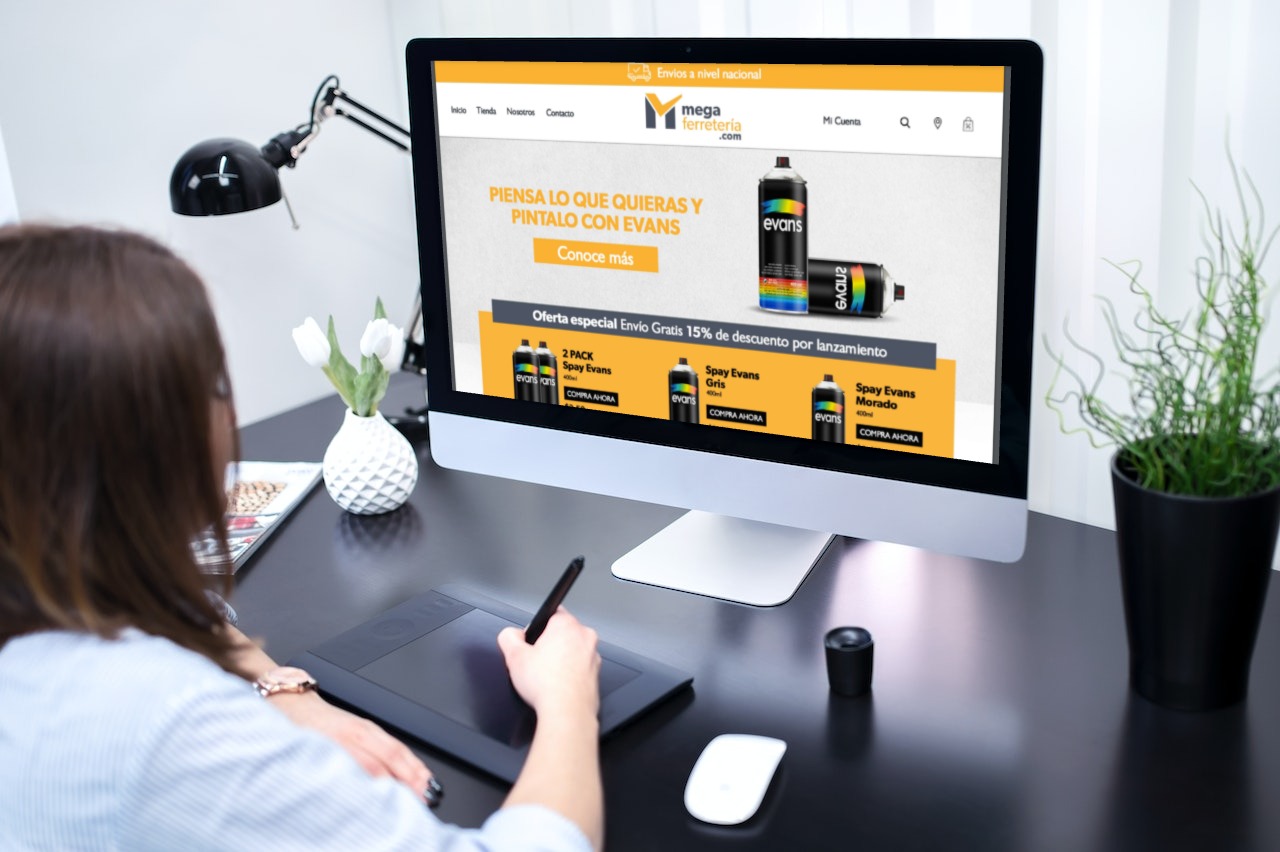 Envios a nivel nacional
Inicio Tienda Nosotros Contacto
mega
ferretería
.com
Mi Cuenta
PIENSA LO QUE QUIERAS Y
PINTALO CON EVANS
Conoce más
evans
evans
Oferta especial Envío Gratis 15% de descuento por lanzamiento
evans
evans
2 PACK
Spay Evans
400ml
COMPRA AHORA
evans
Spay Evans
Gris
400ml
COMPRA AHORA
evans
Spay Evans
Morado
400ml
COMPRA AHORA